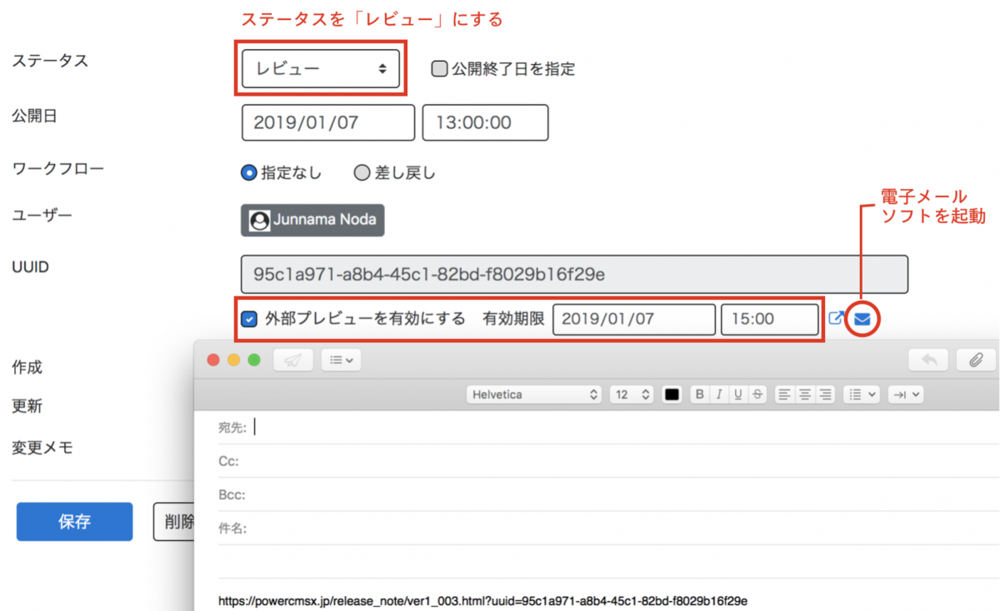 ステータスを「レビュー」にする
ステータス
レビュー
公開終了日を指定
公開日
2019/01/07
13:00:00
ワークフロー
指定なし
差し戻し
ユーザー
Junnama Noda
電子メール
ソフトを起動
UUID
95c1a971-a8b4-45c1-82bd-f8029b16f29e
外部プレビューを有効にする 有効期限 2019/01/07 15:00
作成
更新
変更メモ
保存
削除
Helvetica 12 B I U S
宛先:
Cc:
Bcc:
件名:
https://powercmsx.jp/release_note/ver1_003.html?uuid=95c1a971-a8b4-45c1-82bd-f8029b16f29e